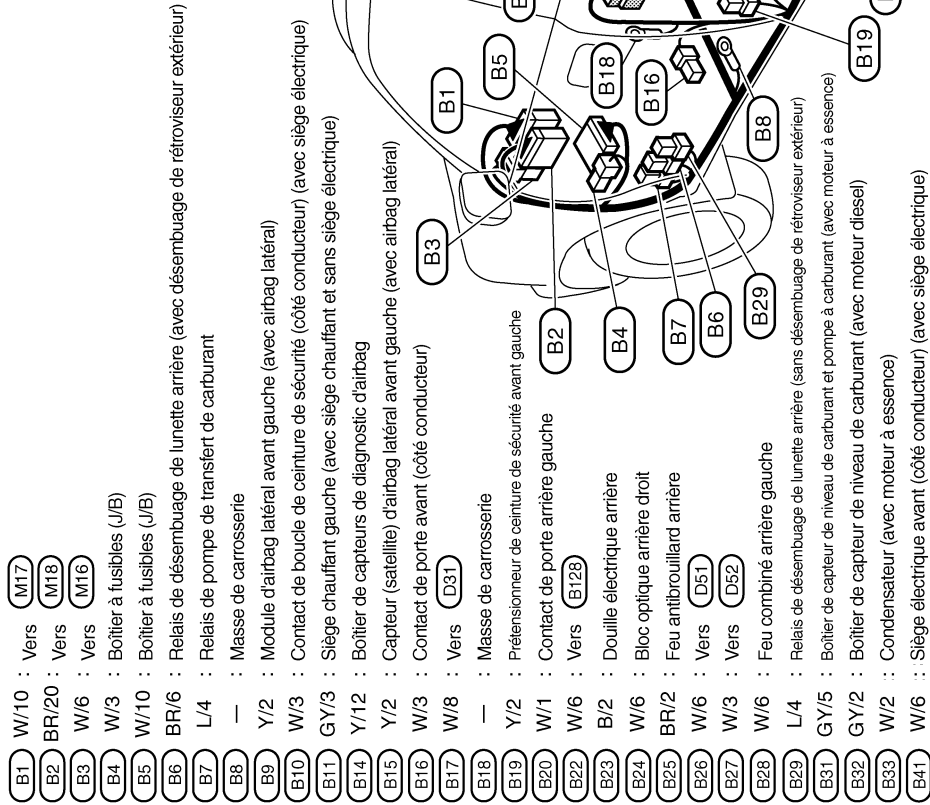 B1 W/10 : Vers M17
B2 BR/20 : Vers M18
B3 W/6 : Vers M16
B4 W/3 : Boîtier à fusibles (J/B)
B5 W/10 : Boîtier à fusibles (J/B)
B6 BR/6 : Relais de désembuage de lunette arrière (avec désembuage de rétroviseur extérieur)
B7 L/4 : Relais de pompe de transfert de carburant
B8 – : Masse de carrosserie
B9 Y/2 : Module d'airbag latéral avant gauche (avec airbag latéral)
B10 W/3 : Contact de boucle de ceinture de sécurité (côté conducteur) (avec siège électrique)
B11 GY/3 : Siège chauffant gauche (avec siège chauffant et sans siège électrique)
B14 Y/12 : Boîtier de capteurs de diagnostic d'airbag
B15 Y/2 : Capteur (satellite) d'airbag latéral avant gauche (avec airbag latéral)
B16 W/3 : Contact de porte avant (côté conducteur)
B17 W/8 : Vers D31
B18 – : Masse de carrosserie
B19 Y/2 : Prétensionneur de ceinture de sécurité avant gauche
B20 W/1 : Contact de porte arrière gauche
B22 W/6 : Vers B128
B23 B/2 : Douille électrique arrière
B24 W/6 : Bloc optique arrière droit
B25 BR/2 : Feu antibrouillard arrière
B26 W/6 : Vers D51
B27 W/3 : Vers D52
B28 W/6 : Feu combiné arrière gauche
B29 L/4 : Relais de désembuage de lunette arrière (sans désembuage de rétroviseur extérieur)
B31 GY/5 : Boîtier de capteur de niveau de carburant et pompe à carburant (avec moteur à essence)
B32 GY/2 : Boîtier de capteur de niveau de carburant (avec moteur diesel)
B33 W/2 : Condensateur (avec moteur à essence)
B41 W/6 : Siège électrique avant (côté conducteur) (avec siège électrique)
B3
B1
B5
B2
B4
B18
B16
B7
B6
B29
B8
B19